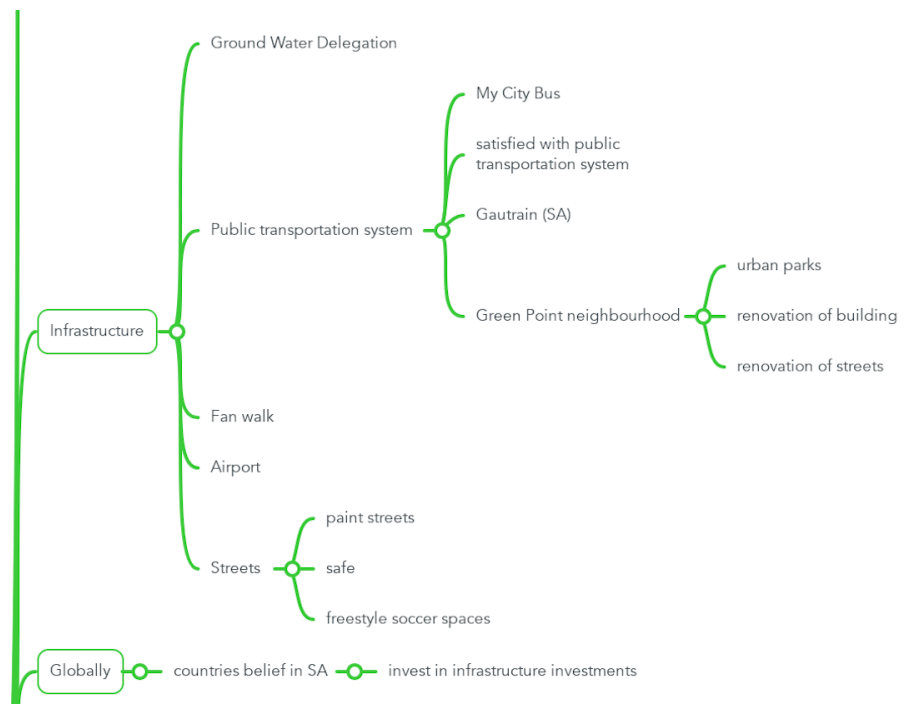 Ground Water Delegation
My City Bus
satisfied with public
transportation system
Public transportation system
Gautrain (SA)
urban parks
Green Point neighbourhood
renovation of building
Infrastructure
renovation of streets
Fan walk
Airport
paint streets
Streets
safe
freestyle soccer spaces
Globally
countries belief in SA
invest in infrastructure investments